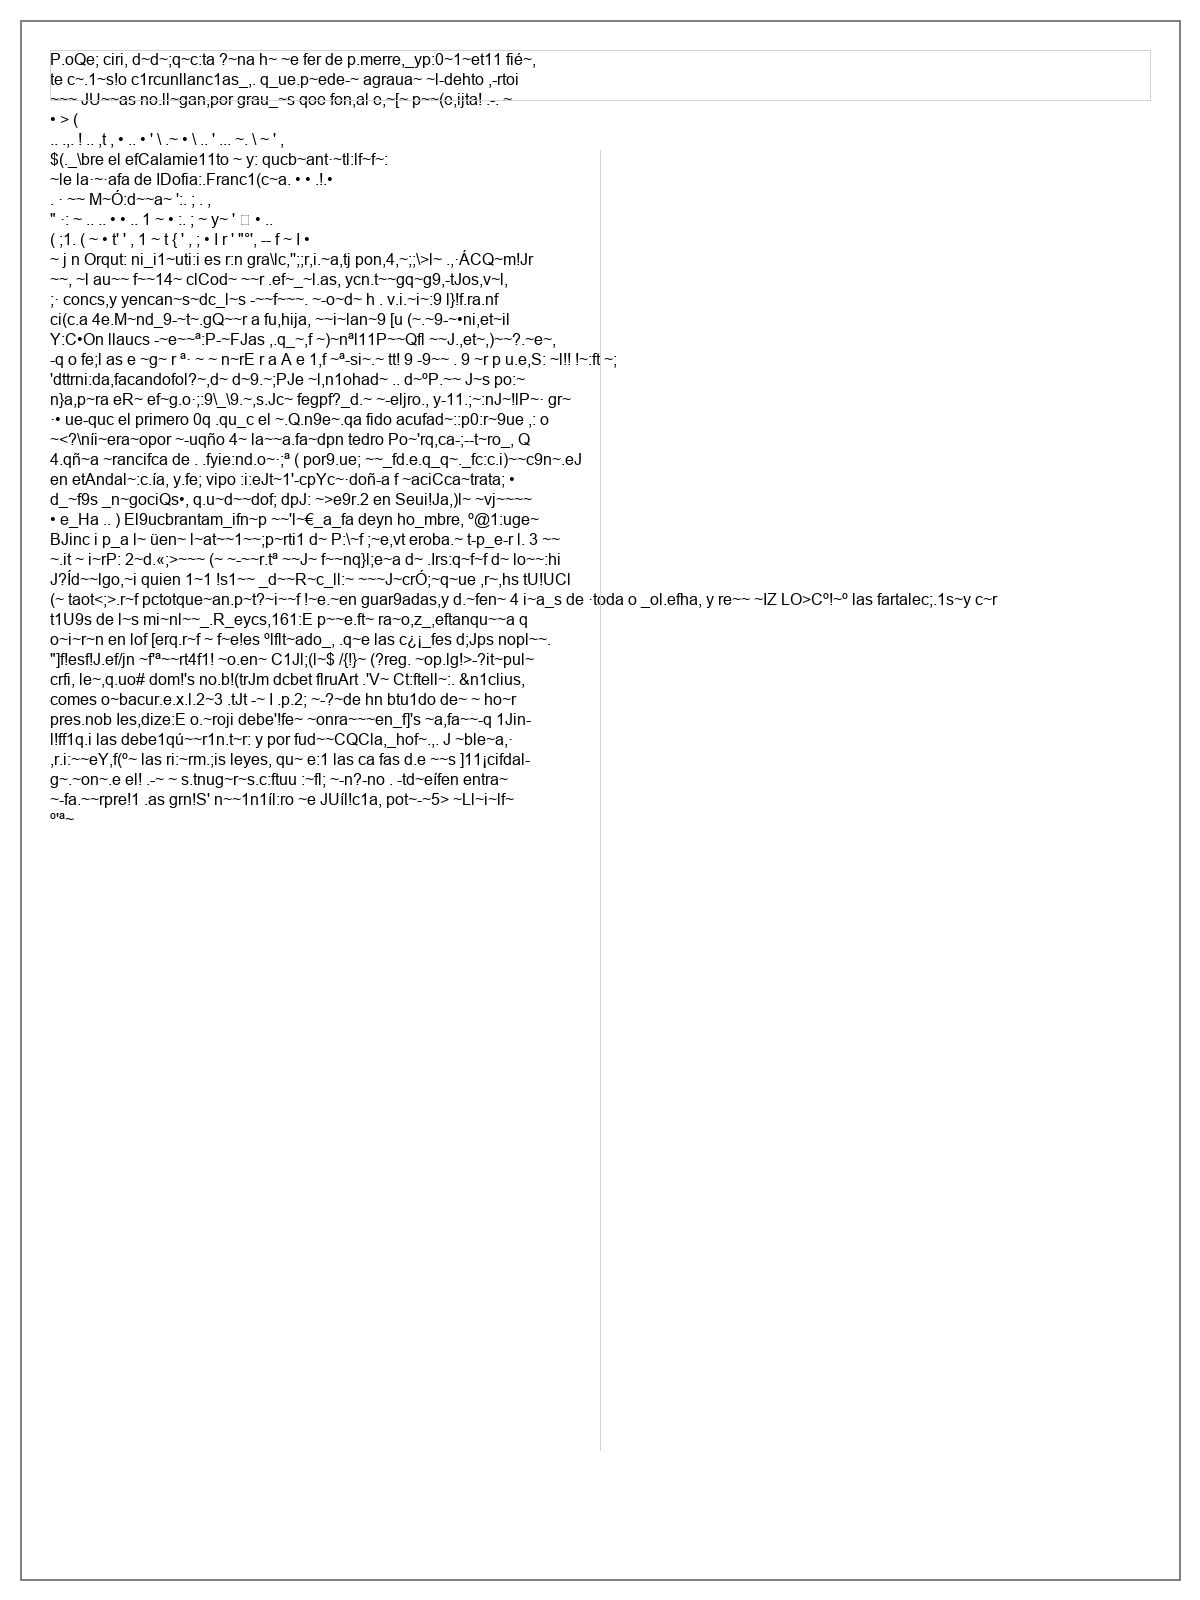 P.oQe; ciri, d~d~;q~c:ta ?~na h~ ~e fer de p.merre,_yp:0~1~et11 fié~,
te c~.1~s!o c1rcunllanc1as_,. q_ue.p~ede-~ agraua~ ~l-dehto ,-rtoi
~~~ JU~~as no.ll~gan,por grau_~s qoe fon,al e,~[~ p~~(e,ijta! .-. ~
• > (
.. .,. ! .. ,t , • .. • ' \ .~ • \ .. ' ... ~. \ ~ ' ,
$(._\bre el efCalamie11to ~ y: qucb~ant·~tl:lf~f~:
~le la·~·afa de IDofia:.Franc1(c~a. • • .!.•
. · ~~ M~Ó:d~~a~ ':. ; . ,
" ·: ~ .. .. • • .. 1 ~ • :. ; ~ y~ ' • ..
( ;1. ( ~ • t' ' , 1 ~ t { ' , ; • I r ' "°', -- f ~ I •
~ j n Orqut: ni_i1~uti:i es r:n gra\lc,";;r,i.~a,tj pon,4,~;;\>l~ .,·ÁCQ~m!Jr
~~, ~l au~~ f~~14~ clCod~ ~~r .ef~_~l.as, ycn.t~~gq~g9,-tJos,v~l,
;· concs,y yencan~s~dc_l~s -~~f~~~. ~-o~d~ h . v.i.~i~:9 l}!f.ra.nf
ci(c.a 4e.M~nd_9-~t~.gQ~~r a fu,hija, ~~i~lan~9 [u (~.~9-~•ni,et~il
Y:C•On llaucs -~e~~ª:P-~FJas ,.q_~,f ~)~nªl11P~~Qfl ~~J.,et~,)~~?.~e~,
-q o fe;l as e ~g~ r ª· ~ ~ n~rE r a A e 1,f ~ª-si~.~ tt! 9 -9~~ . 9 ~r p u.e,S: ~l!! !~:.ft ~;
'dttrni:da,facandofol?~,d~ d~9.~;PJe ~l,n1ohad~ .. d~ºP.~~ J~s po:~
n}a,p~ra eR~ ef~g.o·;:9\_\9.~,s.Jc~ fegpf?_d.~ ~-eljro., y-11.;~:nJ~!lP~· gr~
·• ue-quc el primero 0q .qu_c el ~.Q.n9e~.qa fido acufad~::p0:r~9ue ,: o
~<?\níi~era~opor ~-uqño 4~ la~~a.fa~dpn tedro Po~'rq,ca-;--t~ro_, Q
4.qñ~a ~rancifca de . .fyie:nd.o~·;ª ( por9.ue; ~~_fd.e.q_q~._fc:c.i)~~c9n~.eJ
en etAndal~:c.ía, y.fe; vipo :i:eJt~1'-cpYc~·doñ-a f ~aciCca~trata; •
d_~f9s _n~gociQs•, q.u~d~~dof; dpJ: ~>e9r.2 en Seui!Ja,)l~ ~vj~~~~
• e_Ha .. ) El9ucbrantam_ifn~p ~~'l~€_a_fa deyn ho_mbre, º@1:uge~
BJinc i p_a l~ üen~ l~at~~1~~;p~rti1 d~ P:\~f ;~e,vt eroba.~ t-p_e-r l. 3 ~~
~.it ~ i~rP: 2~d.«;>~~~ (~ ~-~~r.tª ~~J~ f~~nq}l;e~a d~ .Irs:q~f~f d~ lo~~:hi
J?Íd~~lgo,~i quien 1~1 !s1~~ _d~~R~c_ll:~ ~~~J~crÓ;~q~ue ,r~,hs tU!UCl
(~ taot<;>.r~f pctotque~an.p~t?~i~~f !~e.~en guar9adas,y d.~fen~ 4 i~a_s de ·toda o _ol.efha, y re~~ ~IZ LO>Cº!~º las fartalec;.1s~y c~r
t1U9s de l~s mi~nl~~_.R_eycs,161:E p~~e.ft~ ra~o,z_,eftanqu~~a q
o~i~r~n en lof [erq.r~f ~ f~e!es ºlflt~ado_, .q~e las c¿¡_fes d;Jps nopl~~.
"]f!esf!J.ef/jn ~f'ª~~rt4f1! ~o.en~ C1Jl;(l~$ /{!}~ (?reg. ~op.lg!>-?it~pul~
crfi, le~,q.uo# dom!'s no.b!(trJm dcbet flruArt .'V~ Ct:ftell~:. &n1clius,
comes o~bacur.e.x.l.2~3 .tJt -~ I .p.2; ~-?~de hn btu1do de~ ~ ho~r
pres.nob Ies,dize:E o.~roji debe'!fe~ ~onra~~~en_f]'s ~a,fa~~-q 1Jin-
l!ff1q.i las debe1qú~~r1n.t~r: y por fud~~CQCla,_hof~.,. J ~ble~a,·
,r.i:~~eY,f(º~ las ri:~rm.;is leyes, qu~ e:1 las ca fas d.e ~~s ]11¡cifdal-
g~.~on~.e el! .-~ ~ s.tnug~r~s.c:ftuu :~fl; ~-n?-no . -td~eífen entra~
~-fa.~~rpre!1 .as grn!S' n~~1n1íl:ro ~e JUíl!c1a, pot~-~5> ~Ll~i~lf~
º'ª~